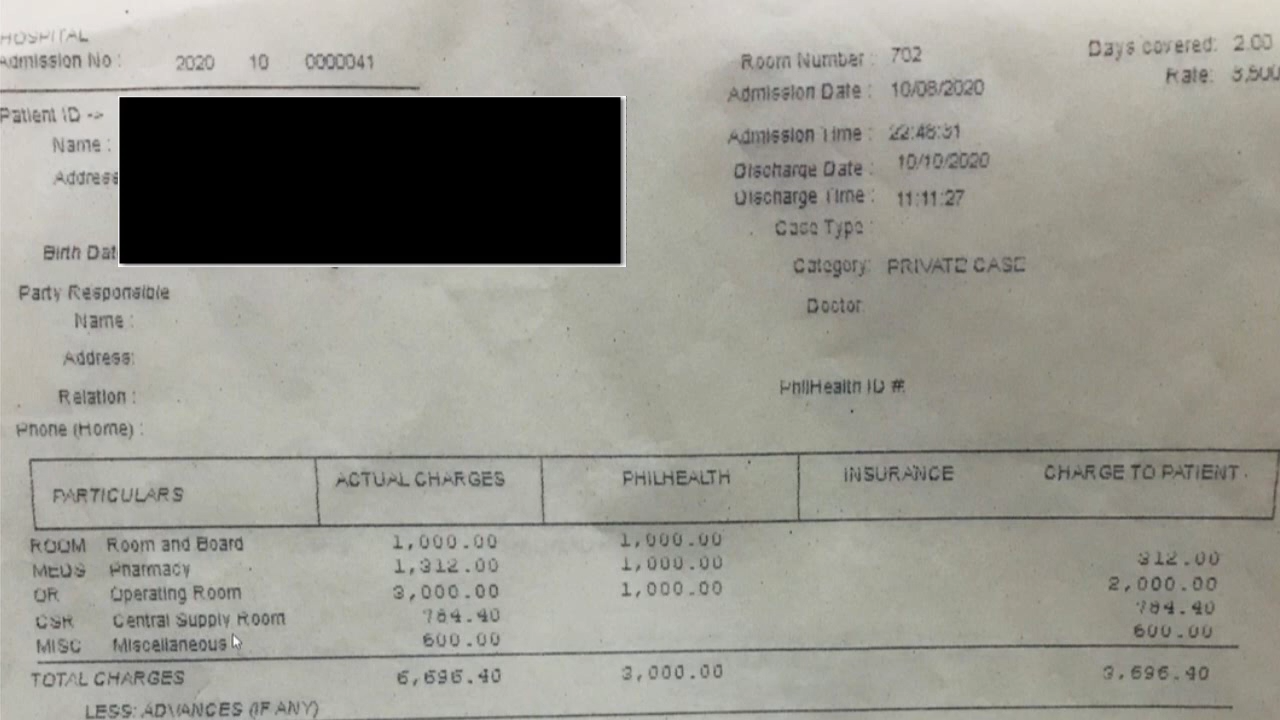 HOSPITAL
Admission No : 2020 10 0000041
Patient ID ->
Name :
Address
Birth Dat
Party Responsible
Name :
Address:
Relation :
Phone (Home) :
Room Number : 702
Admission Date : 10/08/2020
Admission Time : 22:48:31
Discharge Date : 10/10/2020
Discharge Time : 11:11:27
Case Type :
Category: PRIVATE CASE
Doctor:
PhilHealth ID #:
Days covered: 2.00
Rate: 3,500
PARTICULARS ACTUAL CHARGES PHILHEALTH INSURANCE CHARGE TO PATIENT
ROOM Room and Board 1,000.00 1,000.00
MEDS Pharmacy 1,312.00 1,000.00 312.00
OR Operating Room 3,000.00 1,000.00 2,000.00
CSR Central Supply Room 784.40 784.40
MISC Miscellaneous 600.00 600.00
TOTAL CHARGES 6,696.40 3,000.00 3,696.40
LESS: ADVANCES (IF ANY)